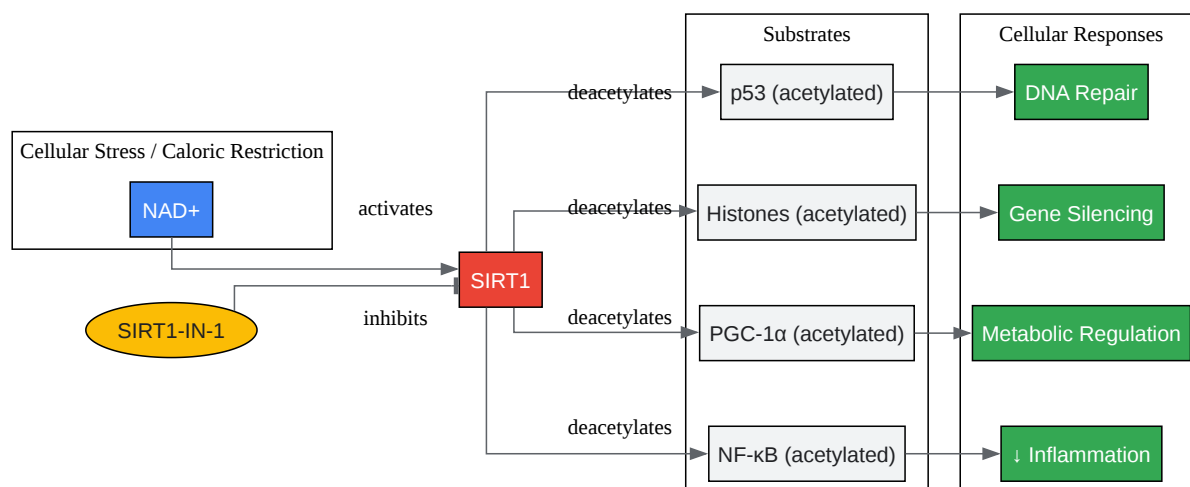 Substrates
Cellular Responses
deacetylates
p53 (acetylated)
DNA Repair
Cellular Stress / Caloric Restriction
NAD+
activates
deacetylates
Histones (acetylated)
Gene Silencing
SIRT1
SIRT1-IN-1
inhibits
deacetylates
PGC-1α (acetylated)
Metabolic Regulation
deacetylates
NF-κB (acetylated)
↓ Inflammation